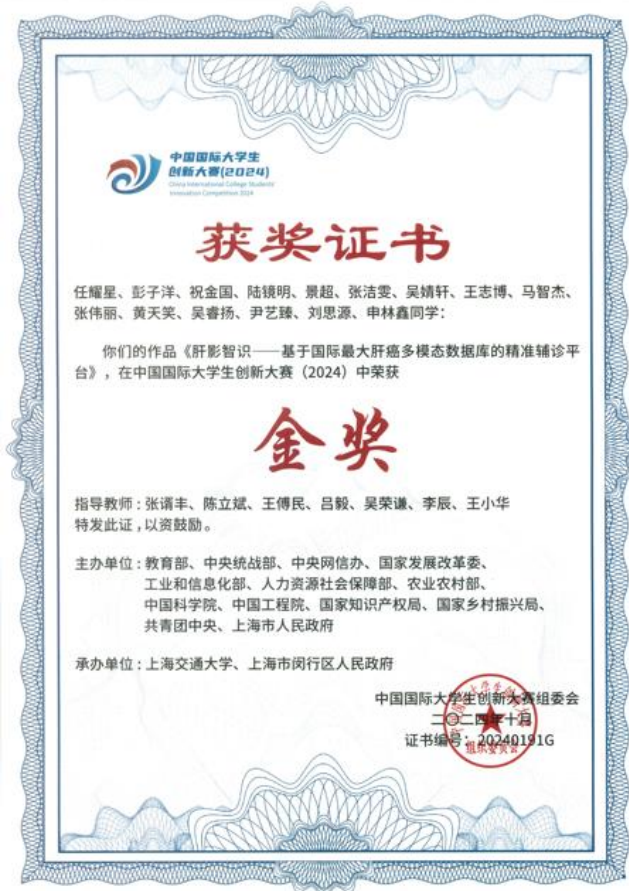 中国国际大学生
创新大赛(2024)
China International College Students'
Innovation Competition 2024
获奖证书
任耀星、彭子洋、祝金国、陆镜明、景超、张洁雯、吴婧轩、王志博、马智杰、
张伟丽、黄天笑、吴睿扬、尹艺臻、刘思源、申林鑫同学：
你们的作品《肝影智识——基于国际最大肝癌多模态数据库的精准辅诊平
台》，在中国国际大学生创新大赛（2024）中荣获
金奖
指导教师：张谞丰、陈立斌、王傅民、吕毅、吴荣谦、李辰、王小华
特发此证，以资鼓励。
主办单位：教育部、中央统战部、中央网信办、国家发展改革委、
工业和信息化部、人力资源社会保障部、农业农村部、
中国科学院、中国工程院、国家知识产权局、国家乡村振兴局、
共青团中央、上海市人民政府
承办单位：上海交通大学、上海市闵行区人民政府
中国国际大学生创新大赛组委会
二〇二四年十月
证书编号：20240191G
组织委员会